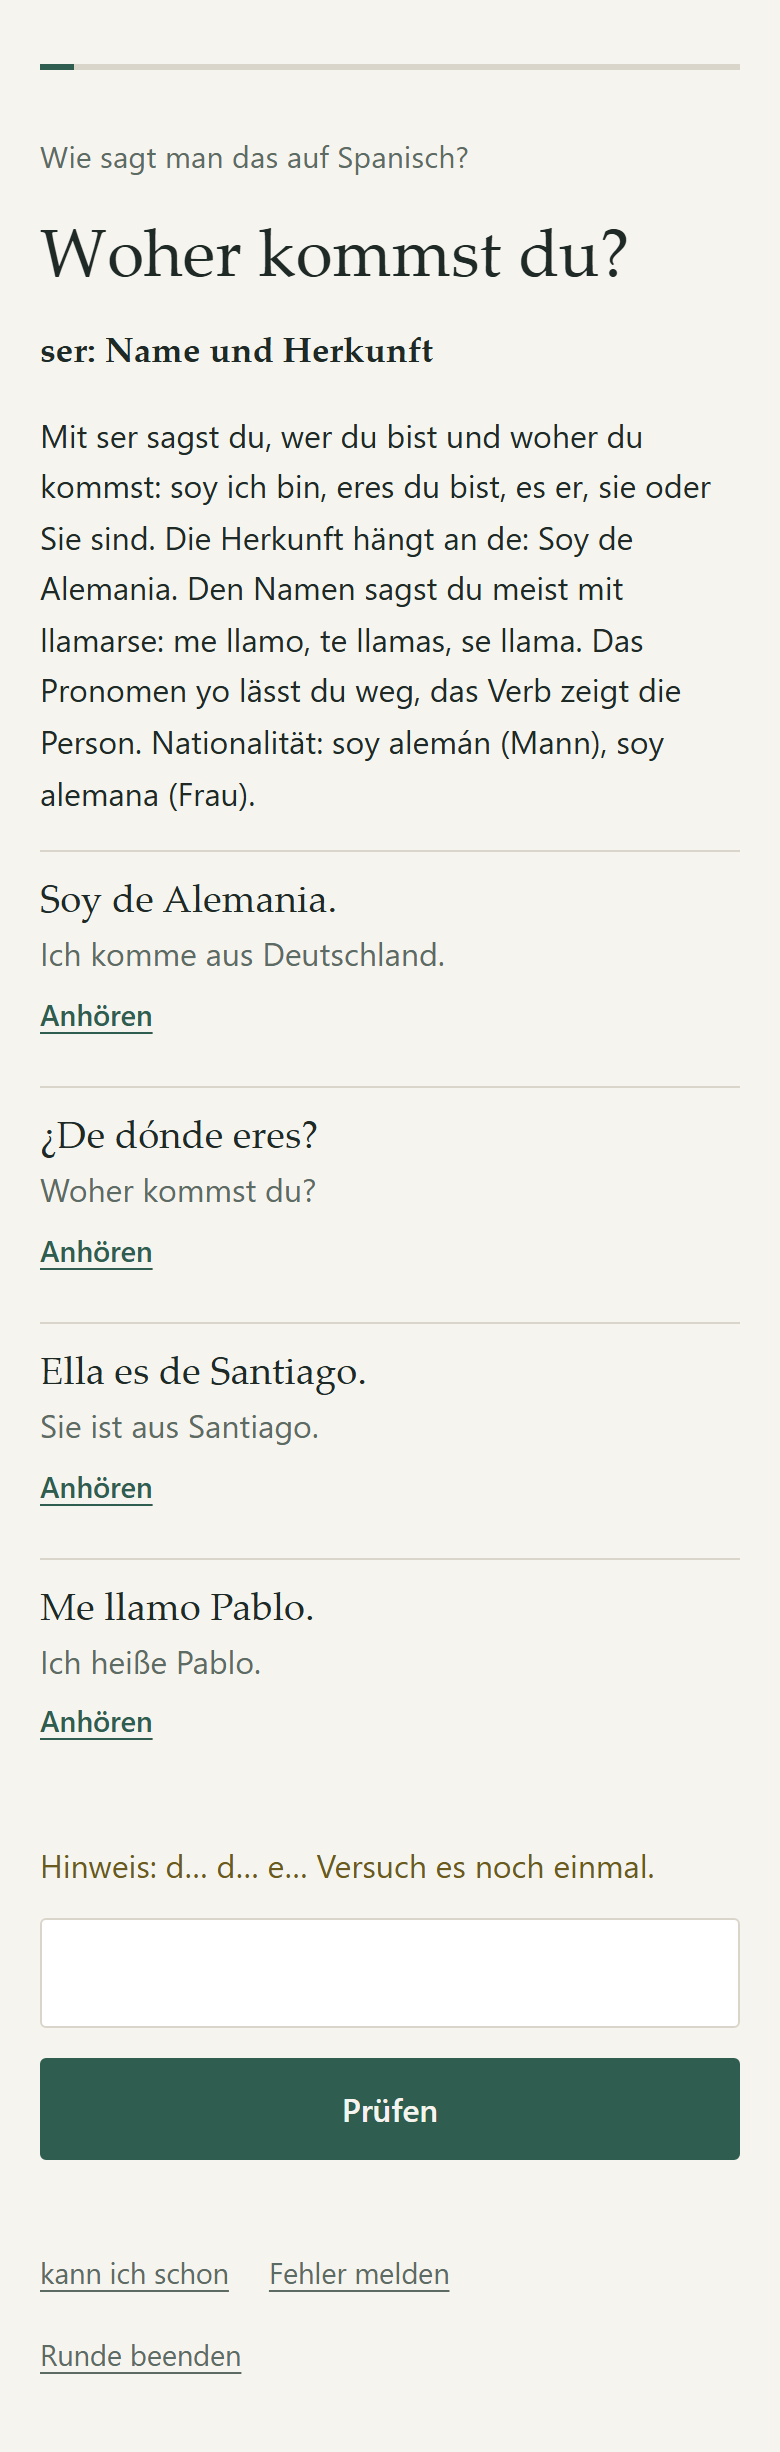 Wie sagt man das auf Spanisch?
Woher kommst du?
ser: Name und Herkunft
Mit ser sagst du, wer du bist und woher du
kommst: soy ich bin, eres du bist, es er, sie oder
Sie sind. Die Herkunft hängt an de: Soy de
Alemania. Den Namen sagst du meist mit
llamarse: me llamo, te llamas, se llama. Das
Pronomen yo lässt du weg, das Verb zeigt die
Person. Nationalität: soy alemán (Mann), soy
alemana (Frau).
Soy de Alemania.
Ich komme aus Deutschland.
Anhören
¿De dónde eres?
Woher kommst du?
Anhören
Ella es de Santiago.
Sie ist aus Santiago.
Anhören
Me llamo Pablo.
Ich heiße Pablo.
Anhören
Hinweis: d… d… e… Versuch es noch einmal.
Prüfen
kann ich schon Fehler melden
Runde beenden